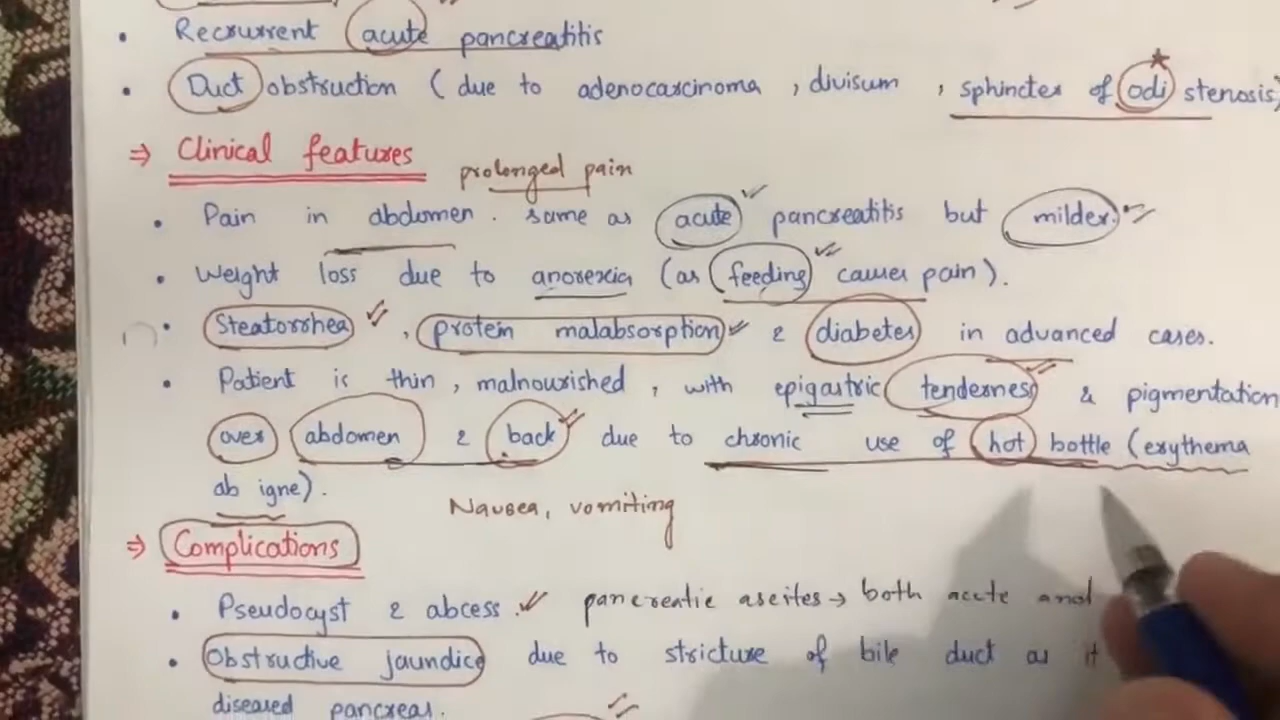 • Recurrent acute pancreatitis
• Duct obstruction ( due to adenocarcinoma , divisum , sphincter of odi stenosis)
⇒ Clinical features
prolonged pain
• Pain in abdomen . same as acute pancreatitis but milder.
• Weight loss due to anorexia (as feeding causes pain).
• Steatorrhea , protein malabsorption & diabetes in advanced cases.
• Patient is thin , malnourished , with epigastric tenderness & pigmentation
over abdomen & back due to chronic use of hot bottle (erythema
ab igne).
Nausea, vomiting
⇒ Complications
• Pseudocyst & abcess . pancreatic ascites → both acute and
• Obstructive jaundice due to stricture of bile duct as it
diseased pancreas.